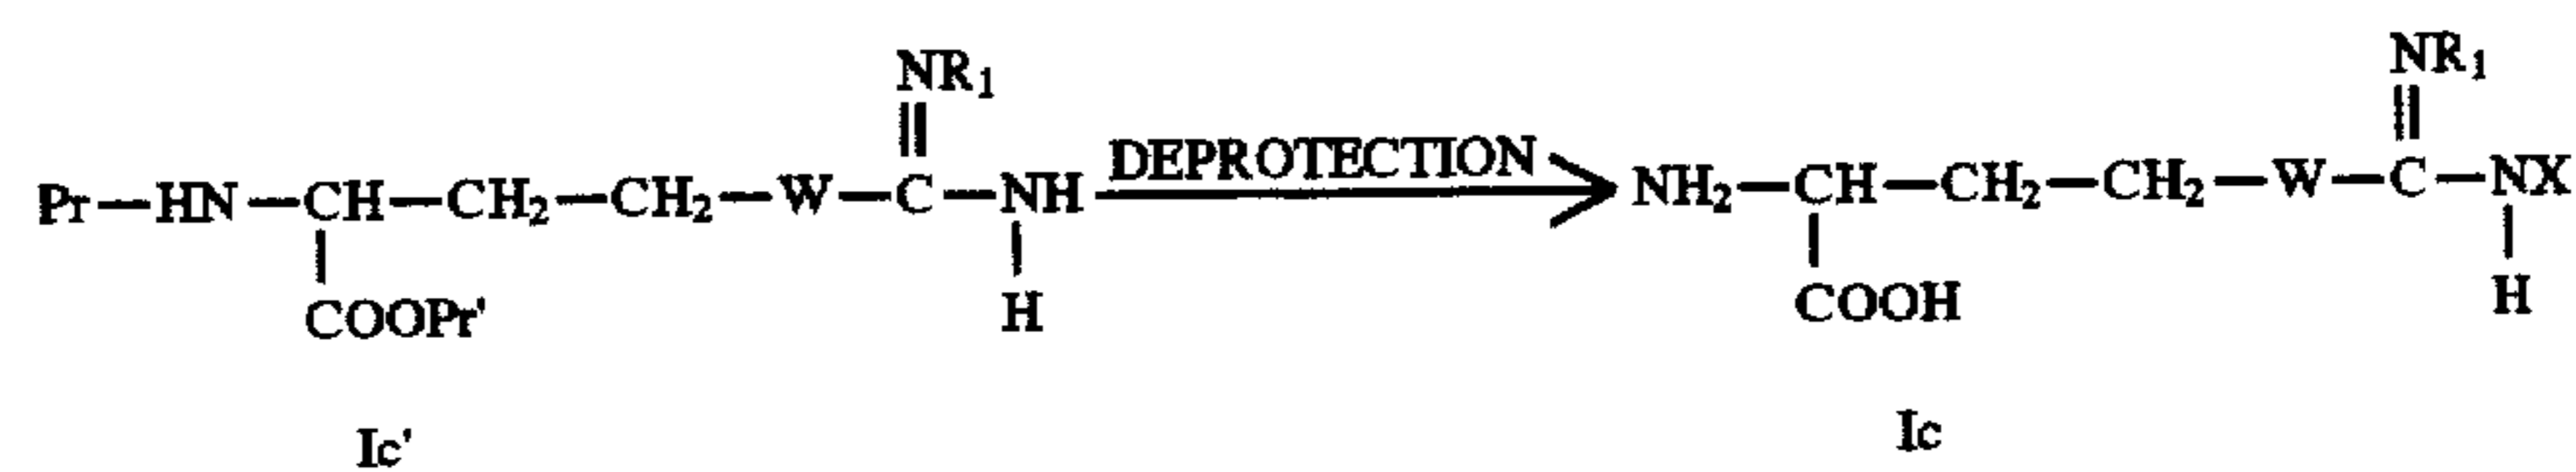 NR₁ NR₁
Pr—HN—CH—CH₂—CH₂—W—C—NH DEPROTECTION NH₂—CH—CH₂—CH₂—W—C—NX
COOPr' H COOH H
Ic' Ic